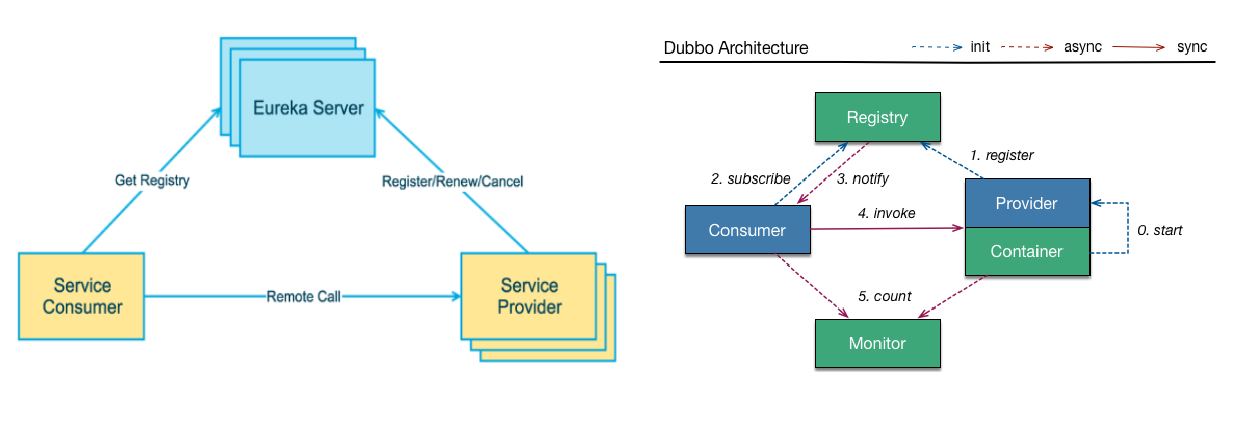 Eureka Server
Get Registry
Register/Renew/Cancel
Service
Consumer
Remote Call
Service
Provider
Dubbo Architecture
init
async
sync
Registry
1. register
2. subscribe
3. notify
Provider
4. invoke
Consumer
0. start
Container
5. count
Monitor